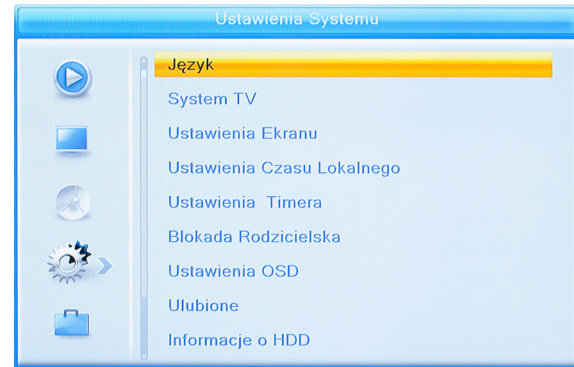 Ustawienia Systemu
Język
System TV
Ustawienia Ekranu
Ustawienia Czasu Lokalnego
Ustawienia Timera
Blokada Rodzicielska
Ustawienia OSD
Ulubione
Informacje o HDD